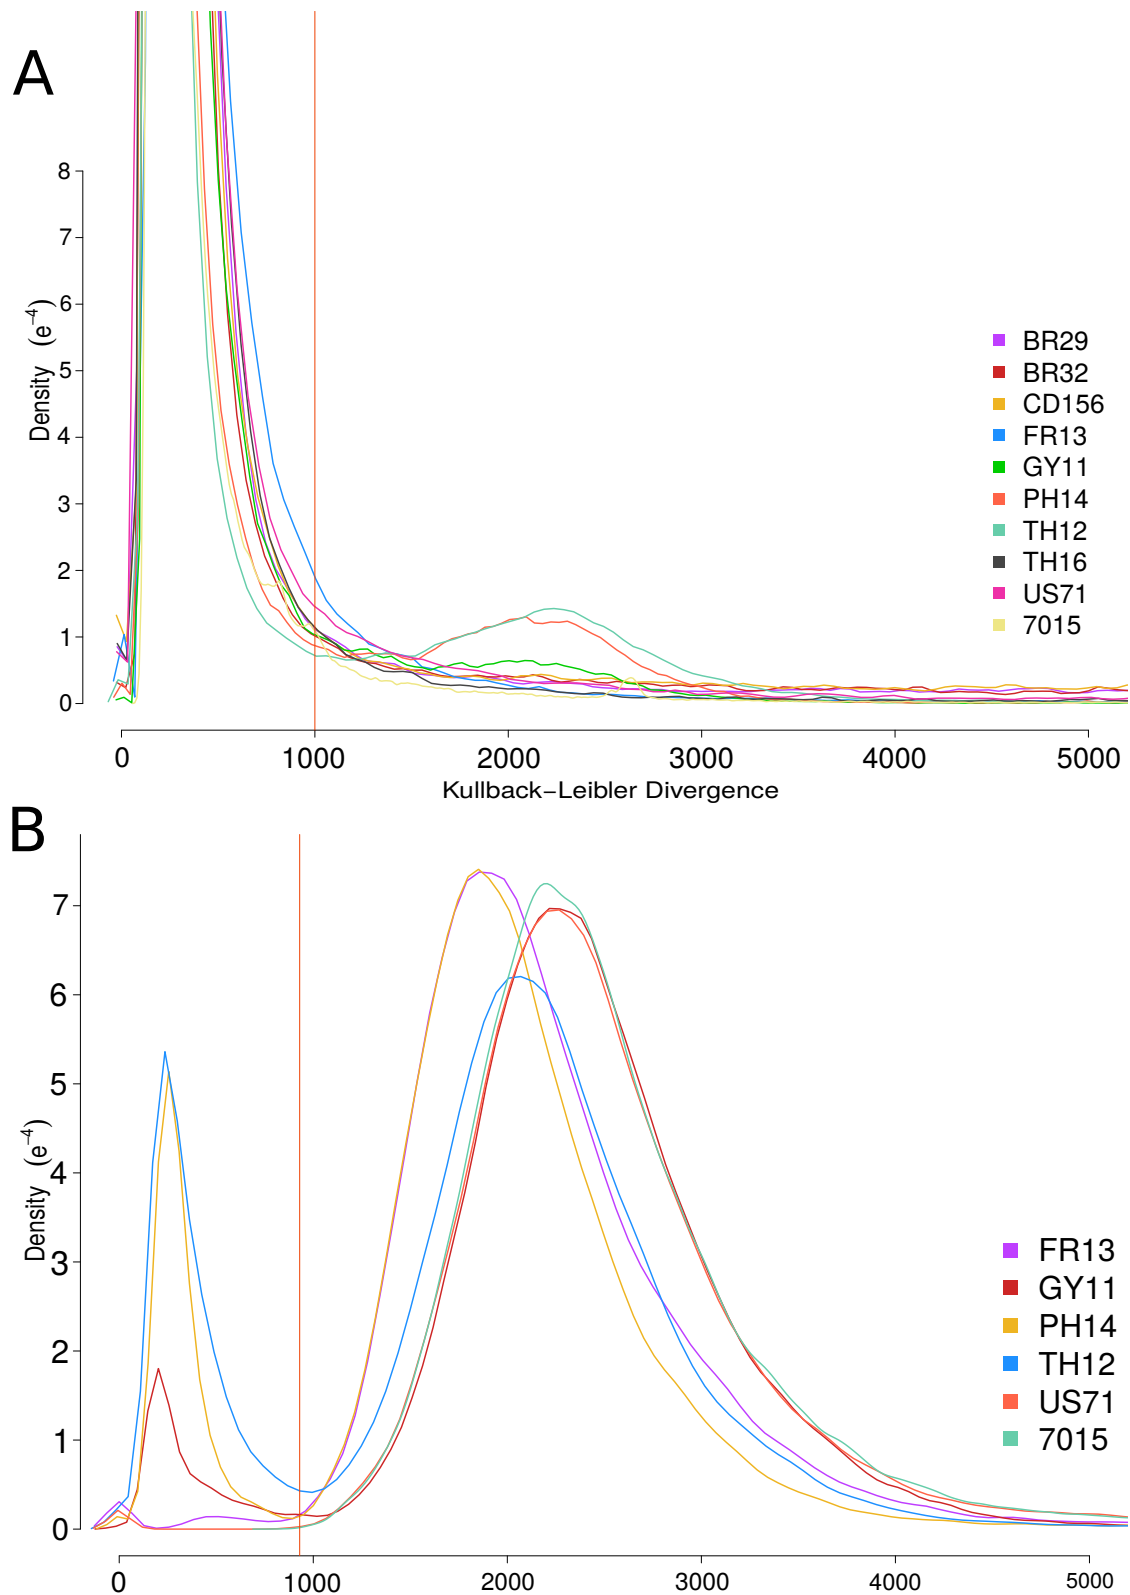 A
8
7
6
5
4
3
2
1
0
Density (e⁻⁴)
BR29
BR32
CD156
FR13
GY11
PH14
TH12
TH16
US71
7015
0 1000 2000 3000 4000 5000
Kullback−Leibler Divergence
B
7
6
5
4
3
2
1
0
Density (e⁻⁴)
FR13
GY11
PH14
TH12
US71
7015
0 1000 2000 3000 4000 5000